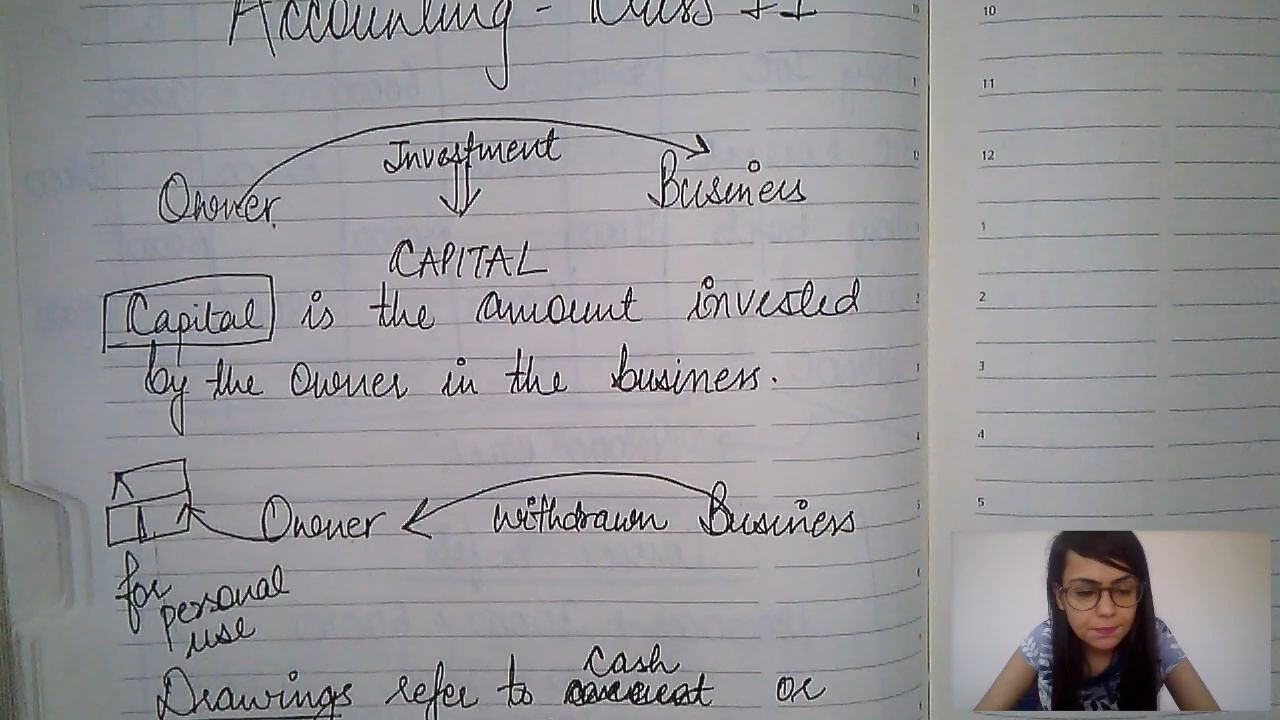 Accounting - Class 11
Investment
Owner Business
CAPITAL
Capital is the amount invested
by the owner in the business.
Owner withdrawn Business
for
personal
use
Cash
Drawings refer to or
10
11
12
1
2
3
4
5